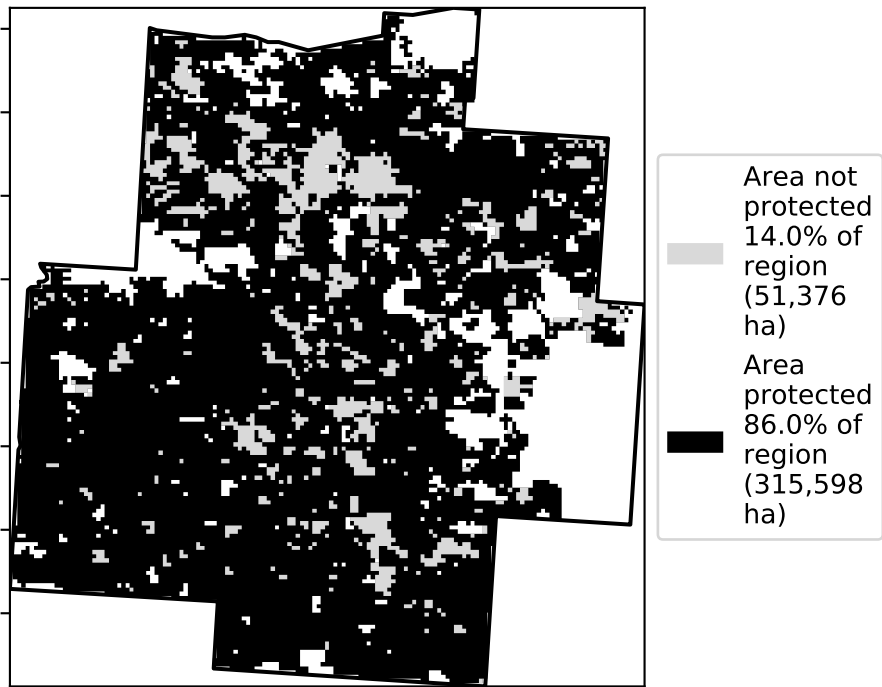 Area not
protected
14.0% of
region
(51,376
ha)
Area
protected
86.0% of
region
(315,598
ha)